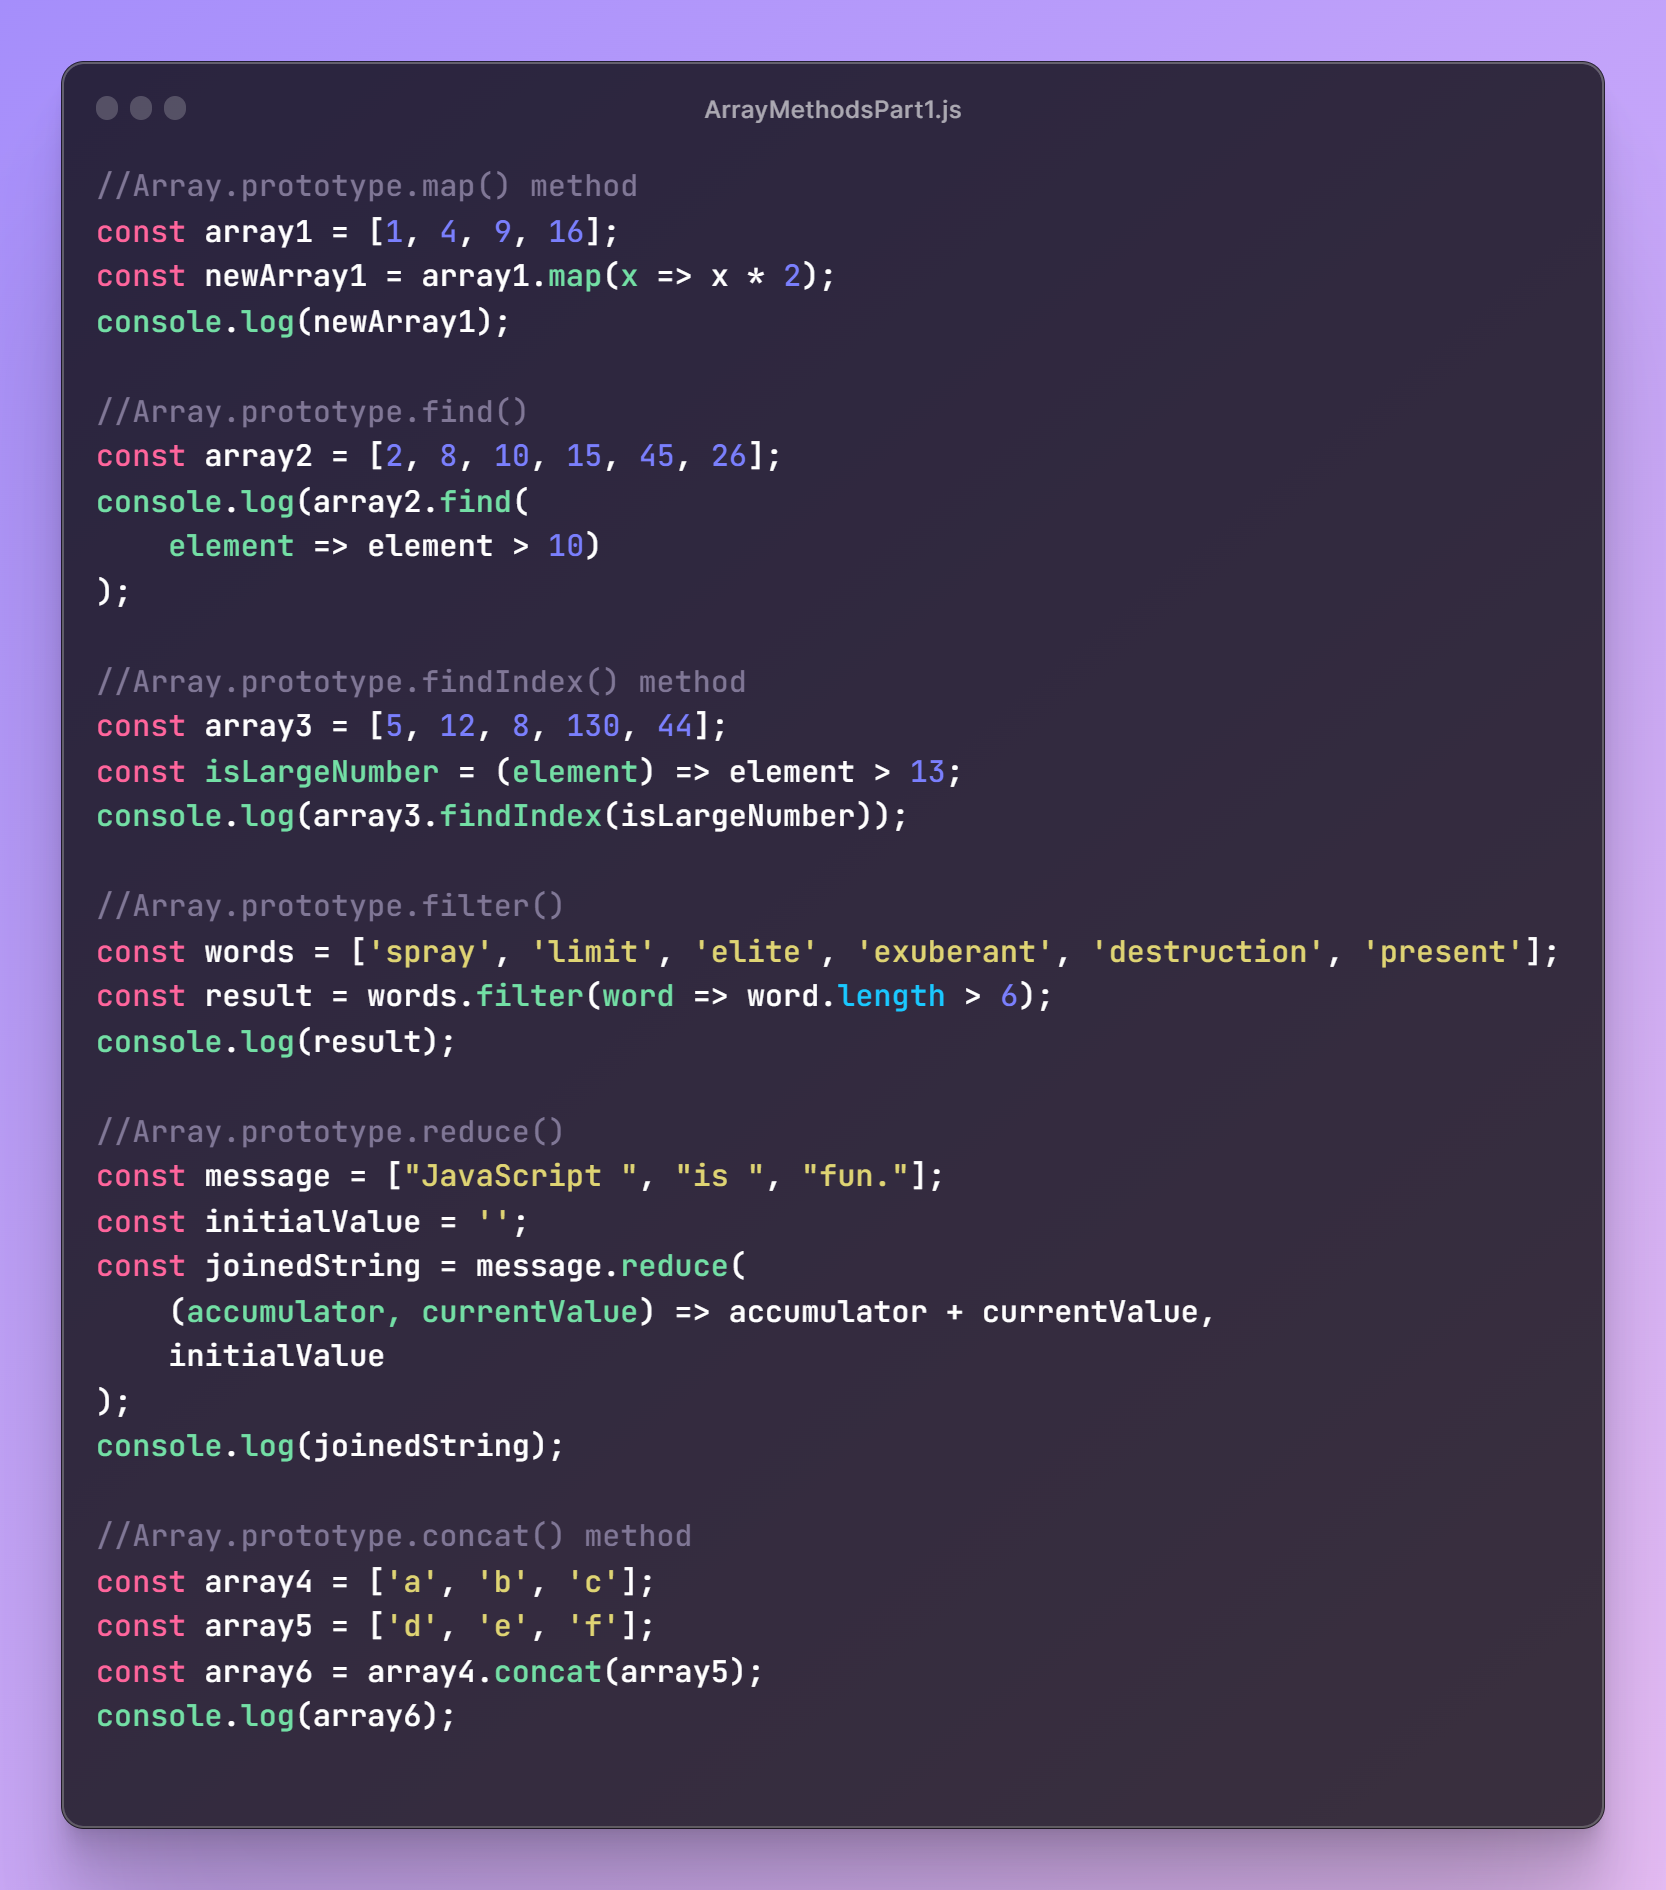 ArrayMethodsPart1.js
//Array.prototype.map() method
const array1 = [1, 4, 9, 16];
const newArray1 = array1.map(x => x * 2);
console.log(newArray1);
//Array.prototype.find()
const array2 = [2, 8, 10, 15, 45, 26];
console.log(array2.find(
    element => element > 10)
);
//Array.prototype.findIndex() method
const array3 = [5, 12, 8, 130, 44];
const isLargeNumber = (element) => element > 13;
console.log(array3.findIndex(isLargeNumber));
//Array.prototype.filter()
const words = ['spray', 'limit', 'elite', 'exuberant', 'destruction', 'present'];
const result = words.filter(word => word.length > 6);
console.log(result);
//Array.prototype.reduce()
const message = ["JavaScript ", "is ", "fun."];
const initialValue = '';
const joinedString = message.reduce(
    (accumulator, currentValue) => accumulator + currentValue,
    initialValue
);
console.log(joinedString);
//Array.prototype.concat() method
const array4 = ['a', 'b', 'c'];
const array5 = ['d', 'e', 'f'];
const array6 = array4.concat(array5);
console.log(array6);